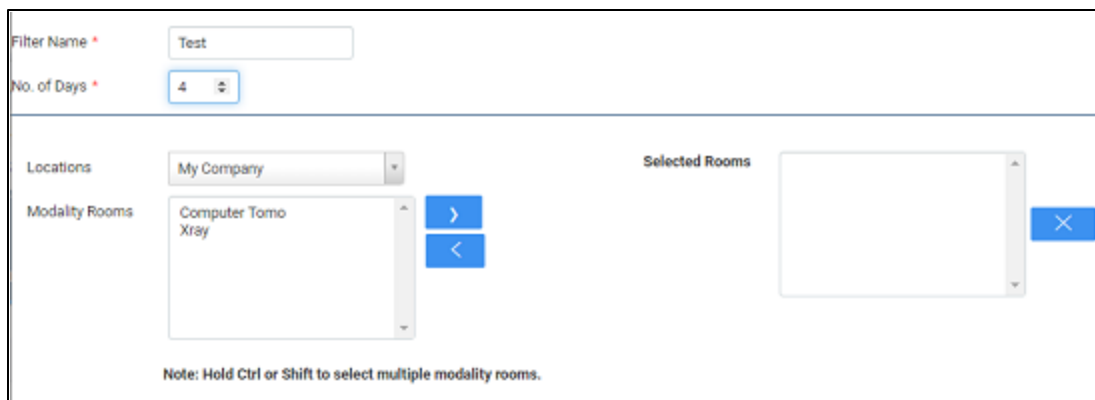 Filter Name *
Test
No. of Days *
4
Locations
My Company
Selected Rooms
Modality Rooms
Computer Tomo
Xray
Note: Hold Ctrl or Shift to select multiple modality rooms.